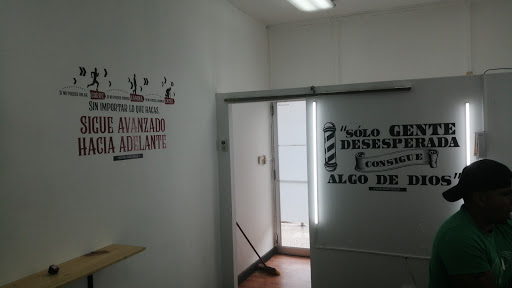 SIN IMPORTAR LO QUE HAGAS,
SIGUE AVANZADO
HACIA ADELANTE
"SÓLO GENTE
DESESPERADA
CONSIGUE
ALGO DE DIOS"